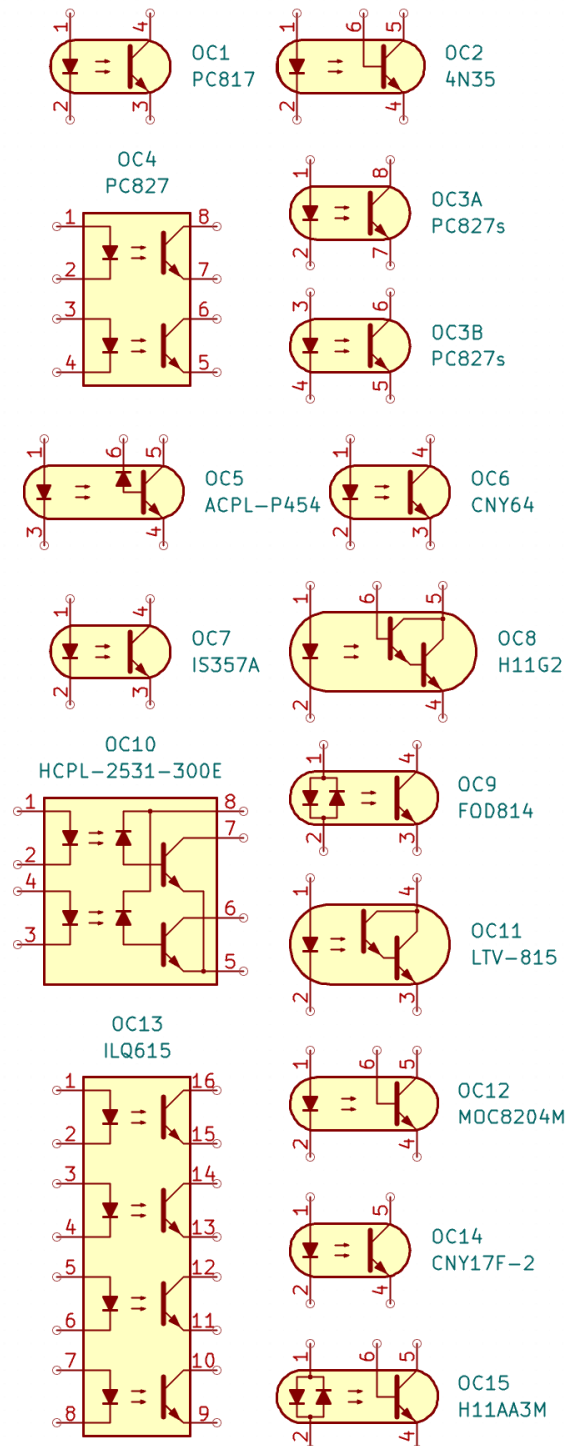 4
1
OC1
PC817
2
3
6
5
1
OC2
4N35
2
4
OC4
PC827
1
8
2
7
3
6
4
5
1
8
OC3A
PC827s
2
7
3
6
OC3B
PC827s
4
5
1
6
5
OC5
ACPL-P454
3
4
1
4
OC6
CNY64
2
3
1
4
OC7
IS357A
2
3
1
6
5
OC8
H11G2
2
4
OC10
HCPL-2531-300E
1
8
7
2
4
6
3
5
1
4
OC9
FOD814
2
3
1
4
OC11
LTV-815
2
3
OC13
ILQ615
1
16
2
15
3
14
4
13
5
12
6
11
7
10
8
9
1
6
5
OC12
MOC8204M
2
4
1
5
OC14
CNY17F-2
2
4
1
6
5
OC15
H11AA3M
2
4